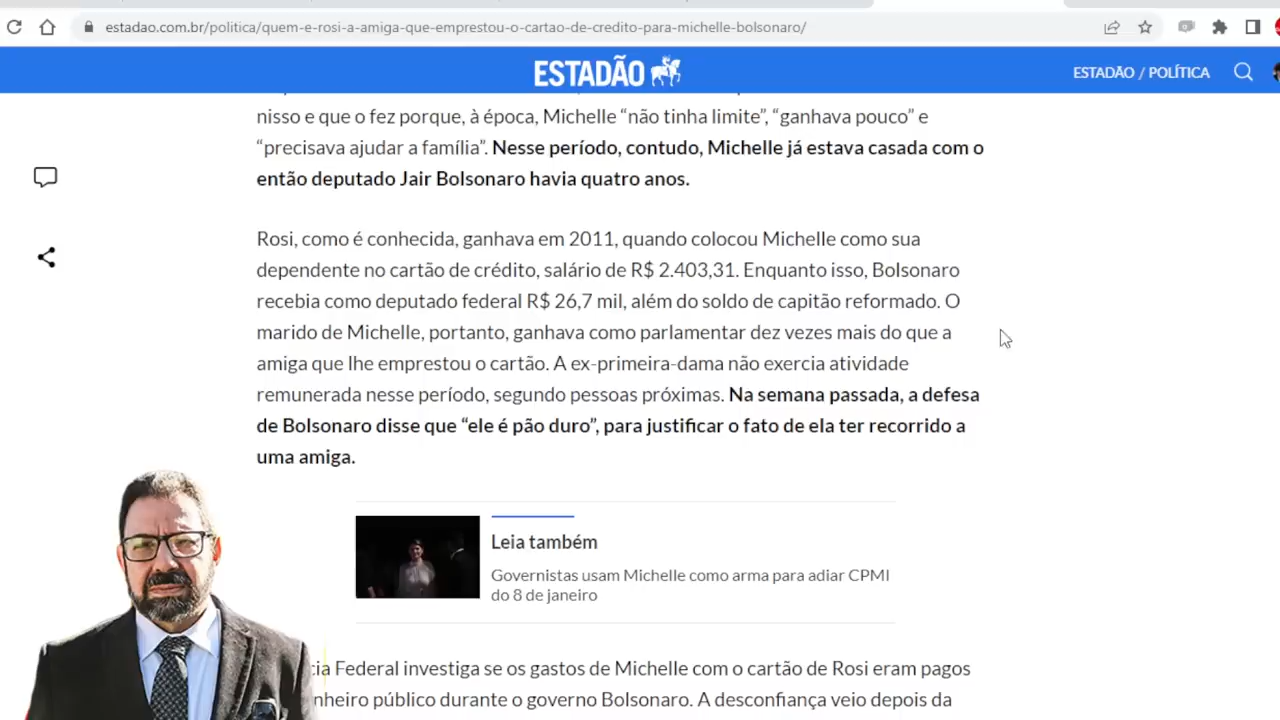 estadao.com.br/politica/quem-e-rosi-a-amiga-que-emprestou-o-cartao-de-credito-para-michelle-bolsonaro/
ESTADÃO
ESTADÃO / POLÍTICA
nisso e que o fez porque, à época, Michelle “não tinha limite”, “ganhava pouco” e
“precisava ajudar a família”. Nesse período, contudo, Michelle já estava casada com o
então deputado Jair Bolsonaro havia quatro anos.
Rosi, como é conhecida, ganhava em 2011, quando colocou Michelle como sua
dependente no cartão de crédito, salário de R$ 2.403,31. Enquanto isso, Bolsonaro
recebia como deputado federal R$ 26,7 mil, além do soldo de capitão reformado. O
marido de Michelle, portanto, ganhava como parlamentar dez vezes mais do que a
amiga que lhe emprestou o cartão. A ex-primeira-dama não exercia atividade
remunerada nesse período, segundo pessoas próximas. Na semana passada, a defesa
de Bolsonaro disse que “ele é pão duro”, para justificar o fato de ela ter recorrido a
uma amiga.
Leia também
Governistas usam Michelle como arma para adiar CPMI
do 8 de janeiro
Federal investiga se os gastos de Michelle com o cartão de Rosi eram pagos
público durante o governo Bolsonaro. A desconfiança veio depois da